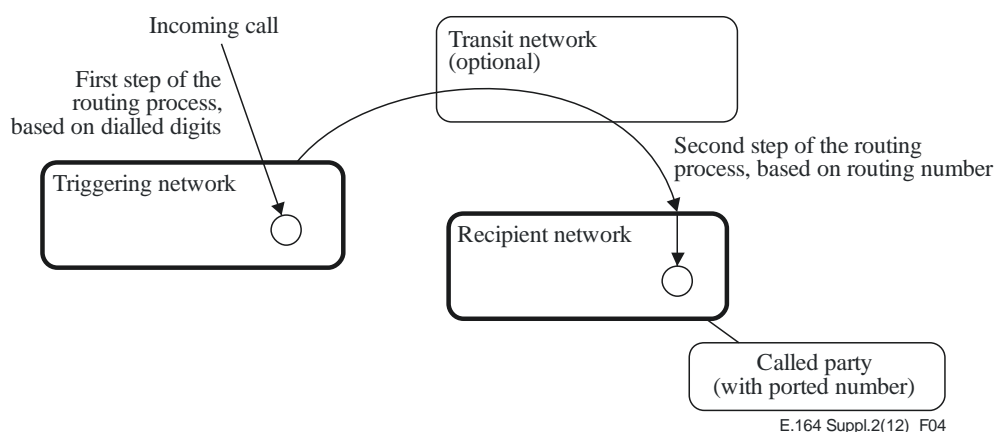 Incoming call
First step of the
routing process,
based on dialled digits
Transit network
(optional)
Second step of the routing
process, based on routing number
Triggering network
Recipient network
Called party
(with ported number)
E.164 Suppl.2(12)_F04